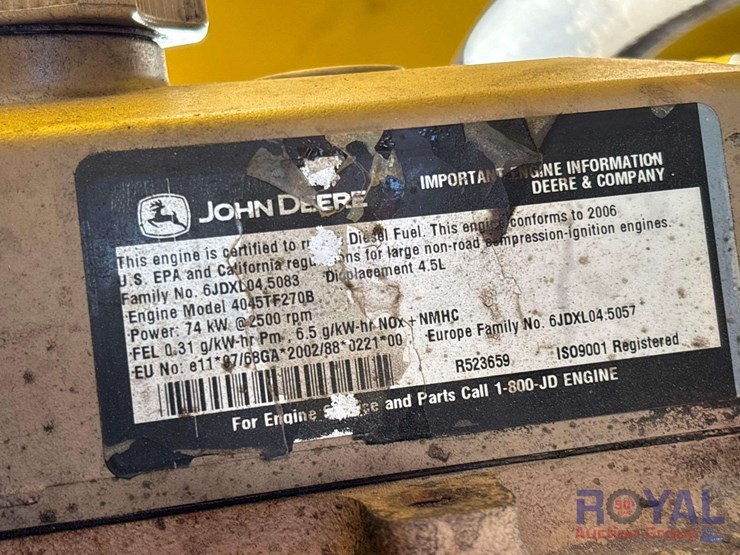 JOHN DEERE
IMPORTANT ENGINE INFORMATION
DEERE & COMPANY
This engine is certified to Diesel Fuel. This engine conforms to 2006
U.S. EPA and California regulations for large non-road compression-ignition engines.
Family No. 6JDXL04.5083 Displacement 4.5L
Engine Model 4045TF270B
Power: 74 kW @ 2500 rpm
FEL 0.31 g/kW-hr Pm, 6.5 g/kW-hr NOx + NMHC
Europe Family No. 6JDXL04.5057
EU No: e11*97/68GA*2002/88*0221*00
R523659 ISO9001 Registered
For Engine and Parts Call 1-800-JD ENGINE
ROYAL
Auction Group